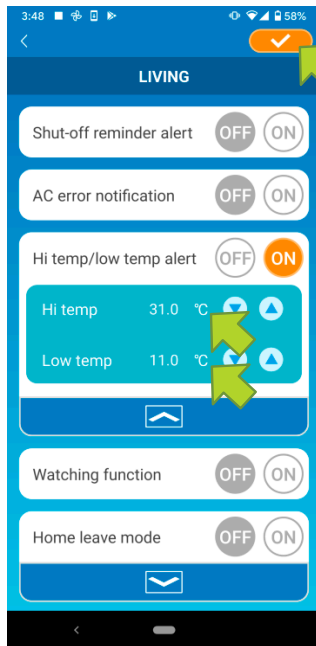 3:48 58%
LIVING
Shut-off reminder alert OFF ON
AC error notification OFF ON
Hi temp/low temp alert OFF ON
Hi temp 31.0 ℃
Low temp 11.0 ℃
Watching function OFF ON
Home leave mode OFF ON